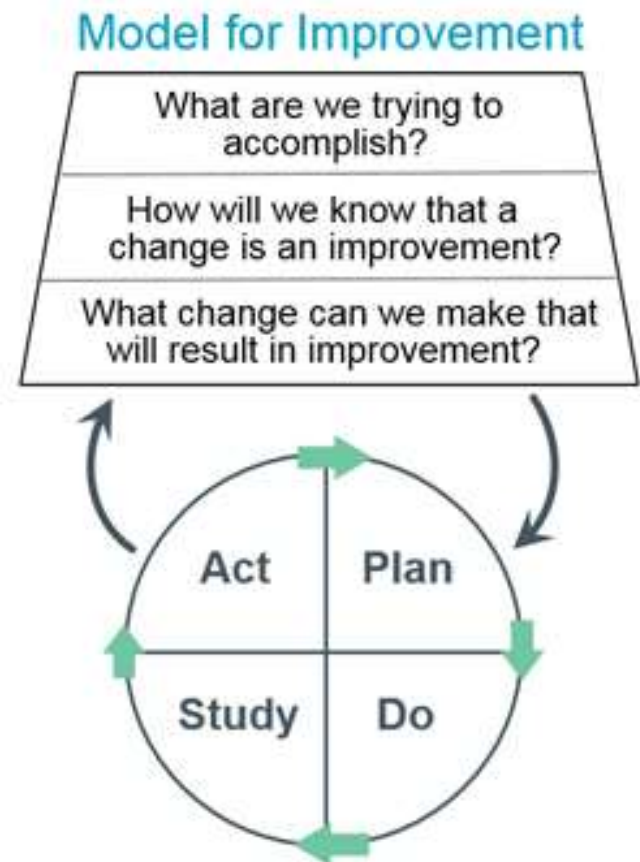 Model for Improvement
What are we trying to
accomplish?
How will we know that a
change is an improvement?
What change can we make that
will result in improvement?
Act
Plan
Study
Do